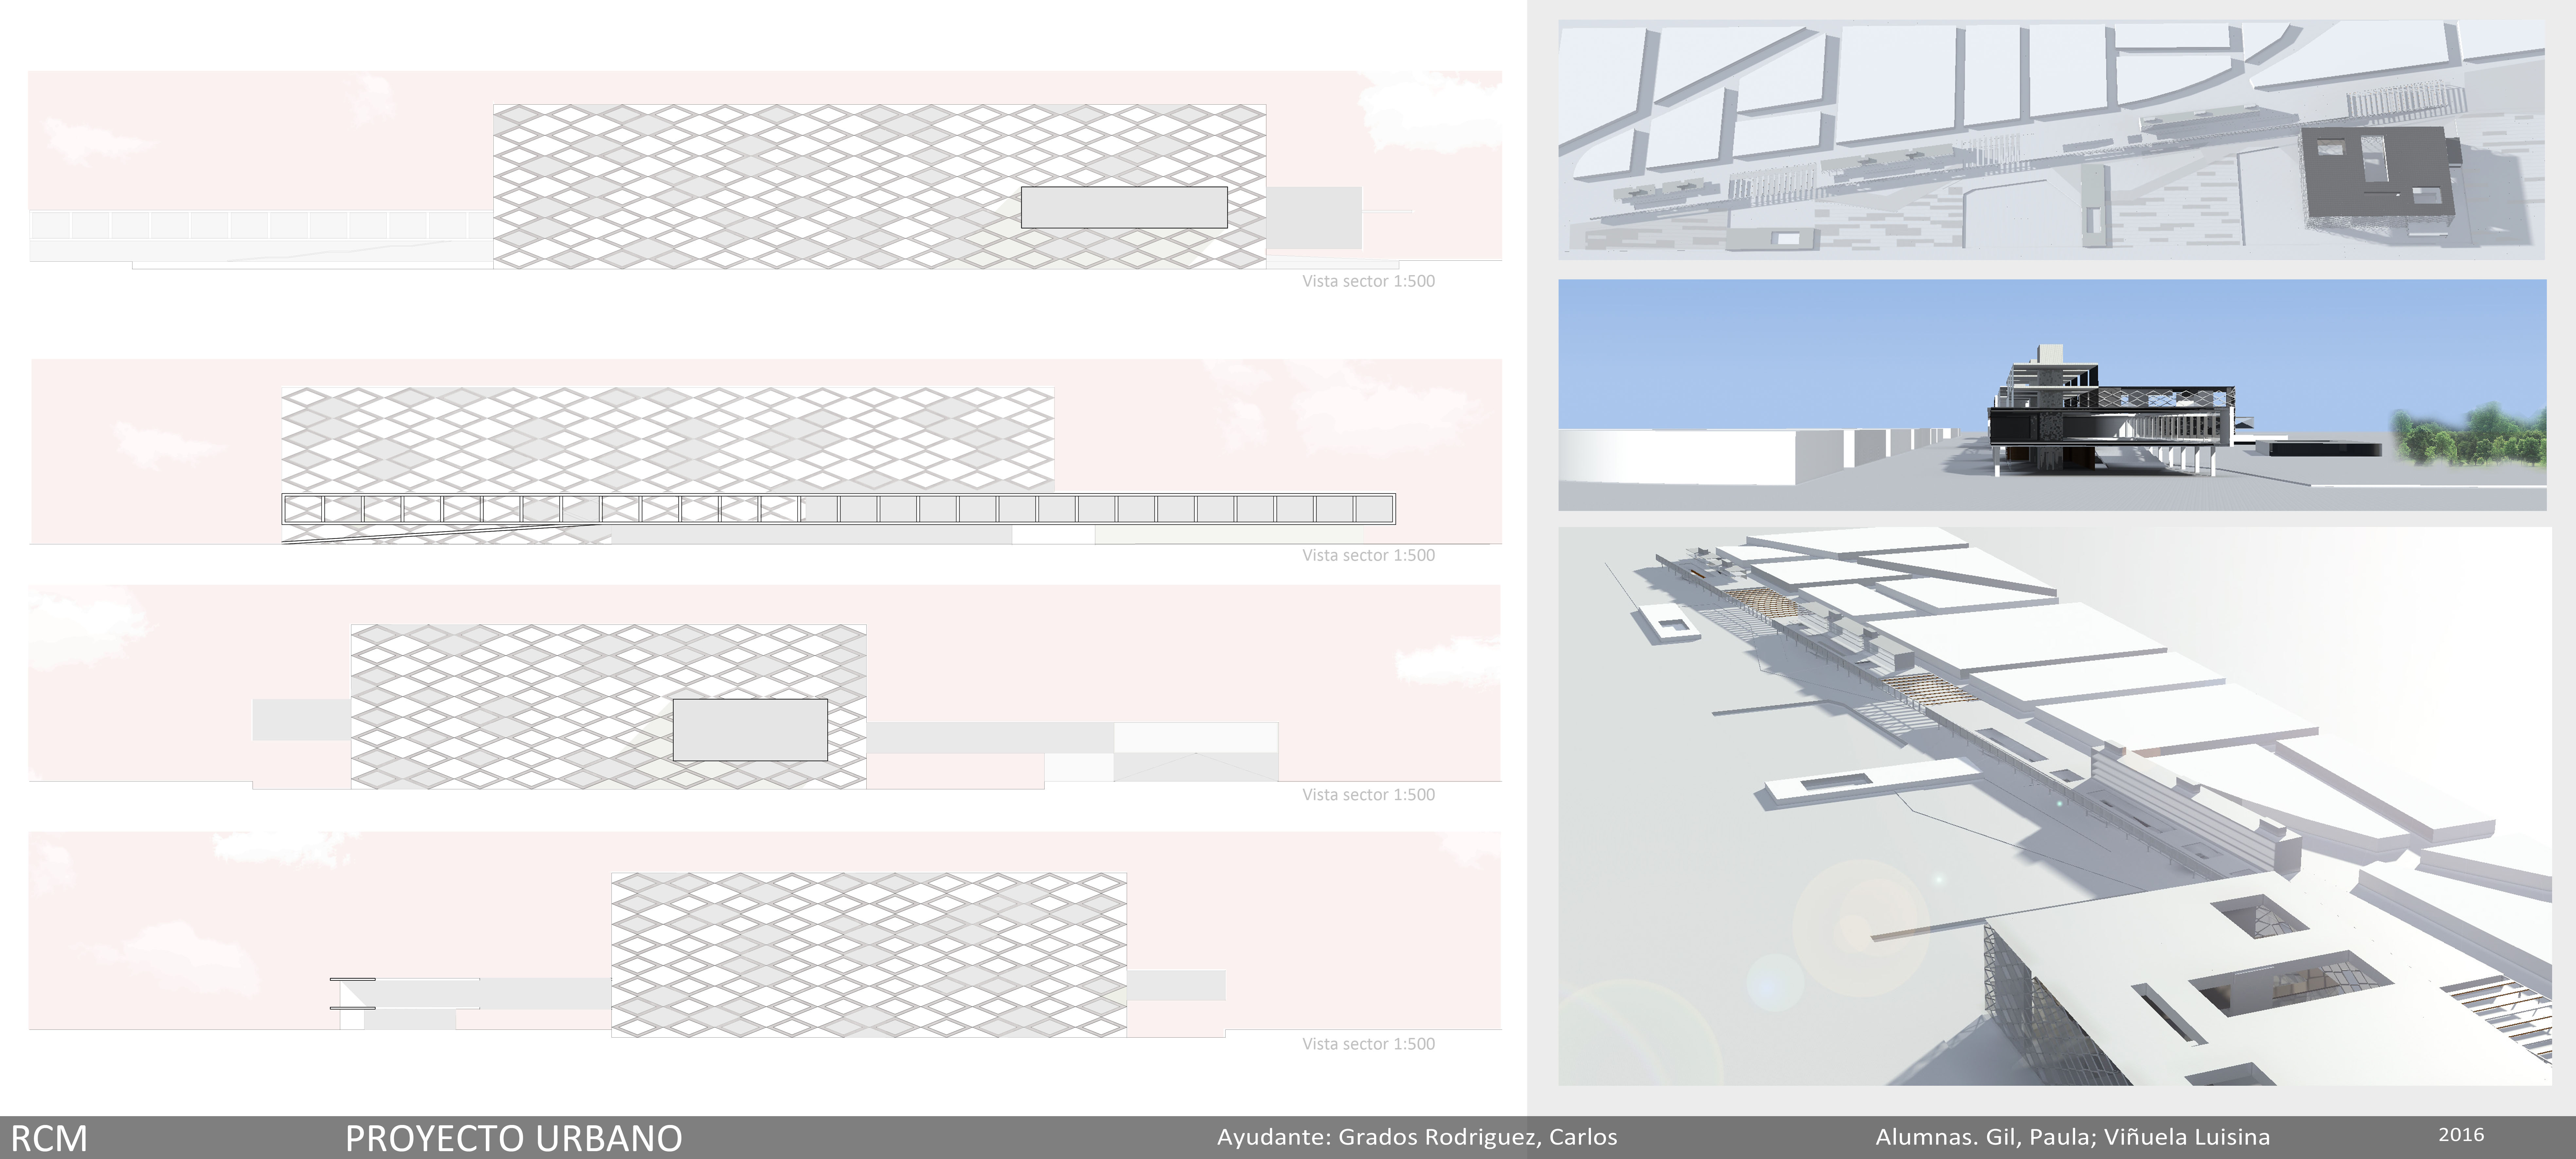 Vista sector 1:500
Vista sector 1:500
Vista sector 1:500
Vista sector 1:500
RCM
PROYECTO URBANO
Ayudante: Grados Rodriguez, Carlos
Alumnas. Gil, Paula; Viñuela Luisina
2016